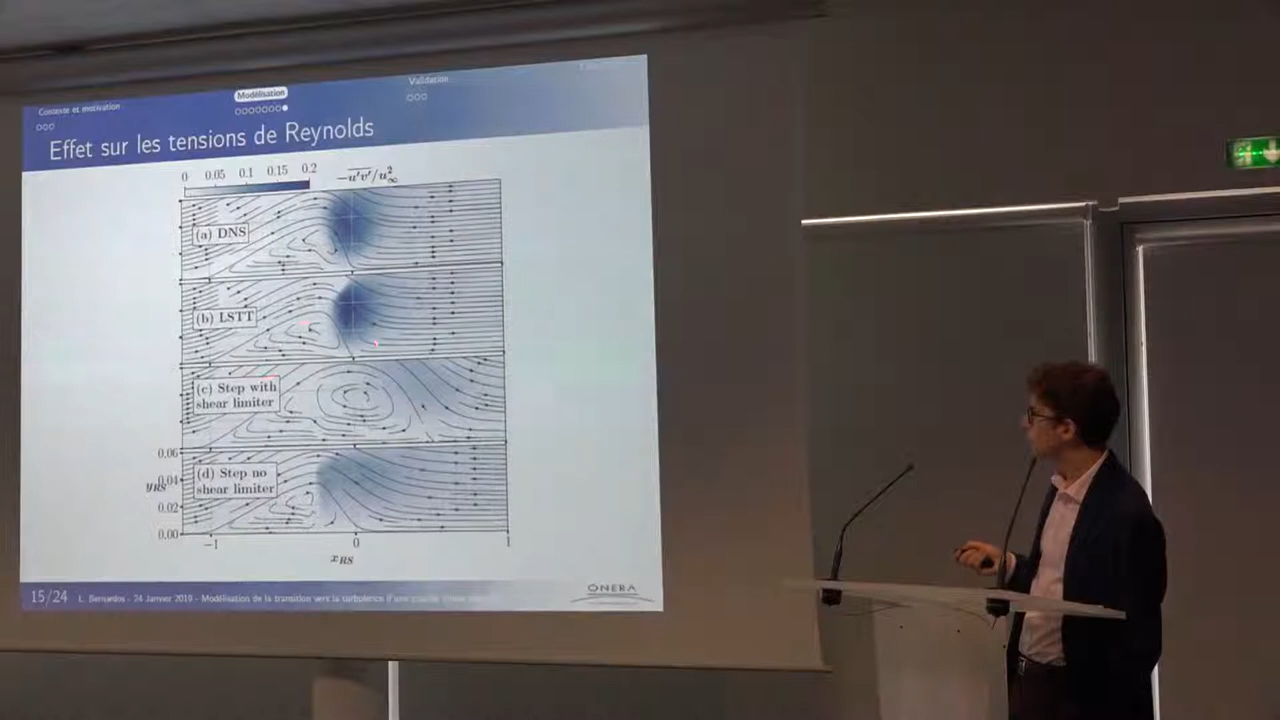 Contexte et motivation
Modélisation
Validation
Effet sur les tensions de Reynolds
0 0.05 0.1 0.15 0.2
−u′v′/u²∞
(a) DNS
(b) LSTT
(c) Step with
shear limiter
(d) Step no
shear limiter
0.06
0.04
yRS
0.02
0.00
−1 0 1
xRS
15/24 L. Bernardos - 24 Janvier 2019 - Modélisation de la transition vers la turbulence d'une
ONERA